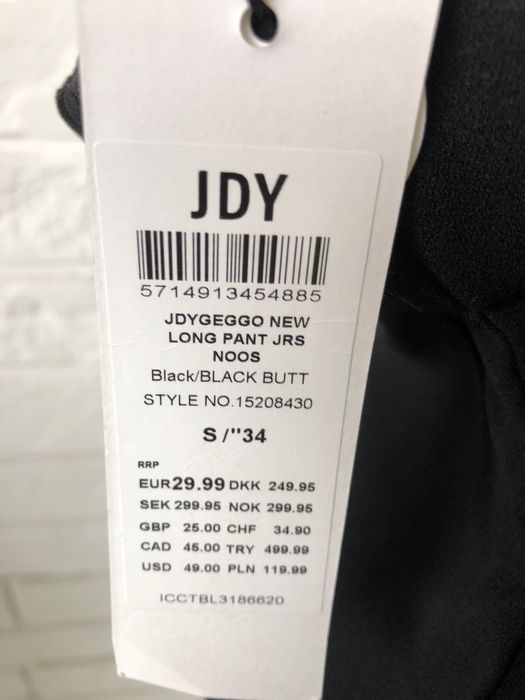 JDY
5714913454885
JDYGEGGO NEW
LONG PANT JRS
NOOS
Black/BLACK BUTT
STYLE NO.15208430
S /"34
RRP
EUR 29.99 DKK 249.95
SEK 299.95 NOK 299.95
GBP 25.00 CHF 34.90
CAD 45.00 TRY 499.99
USD 49.00 PLN 119.99
ICCTBL3186620